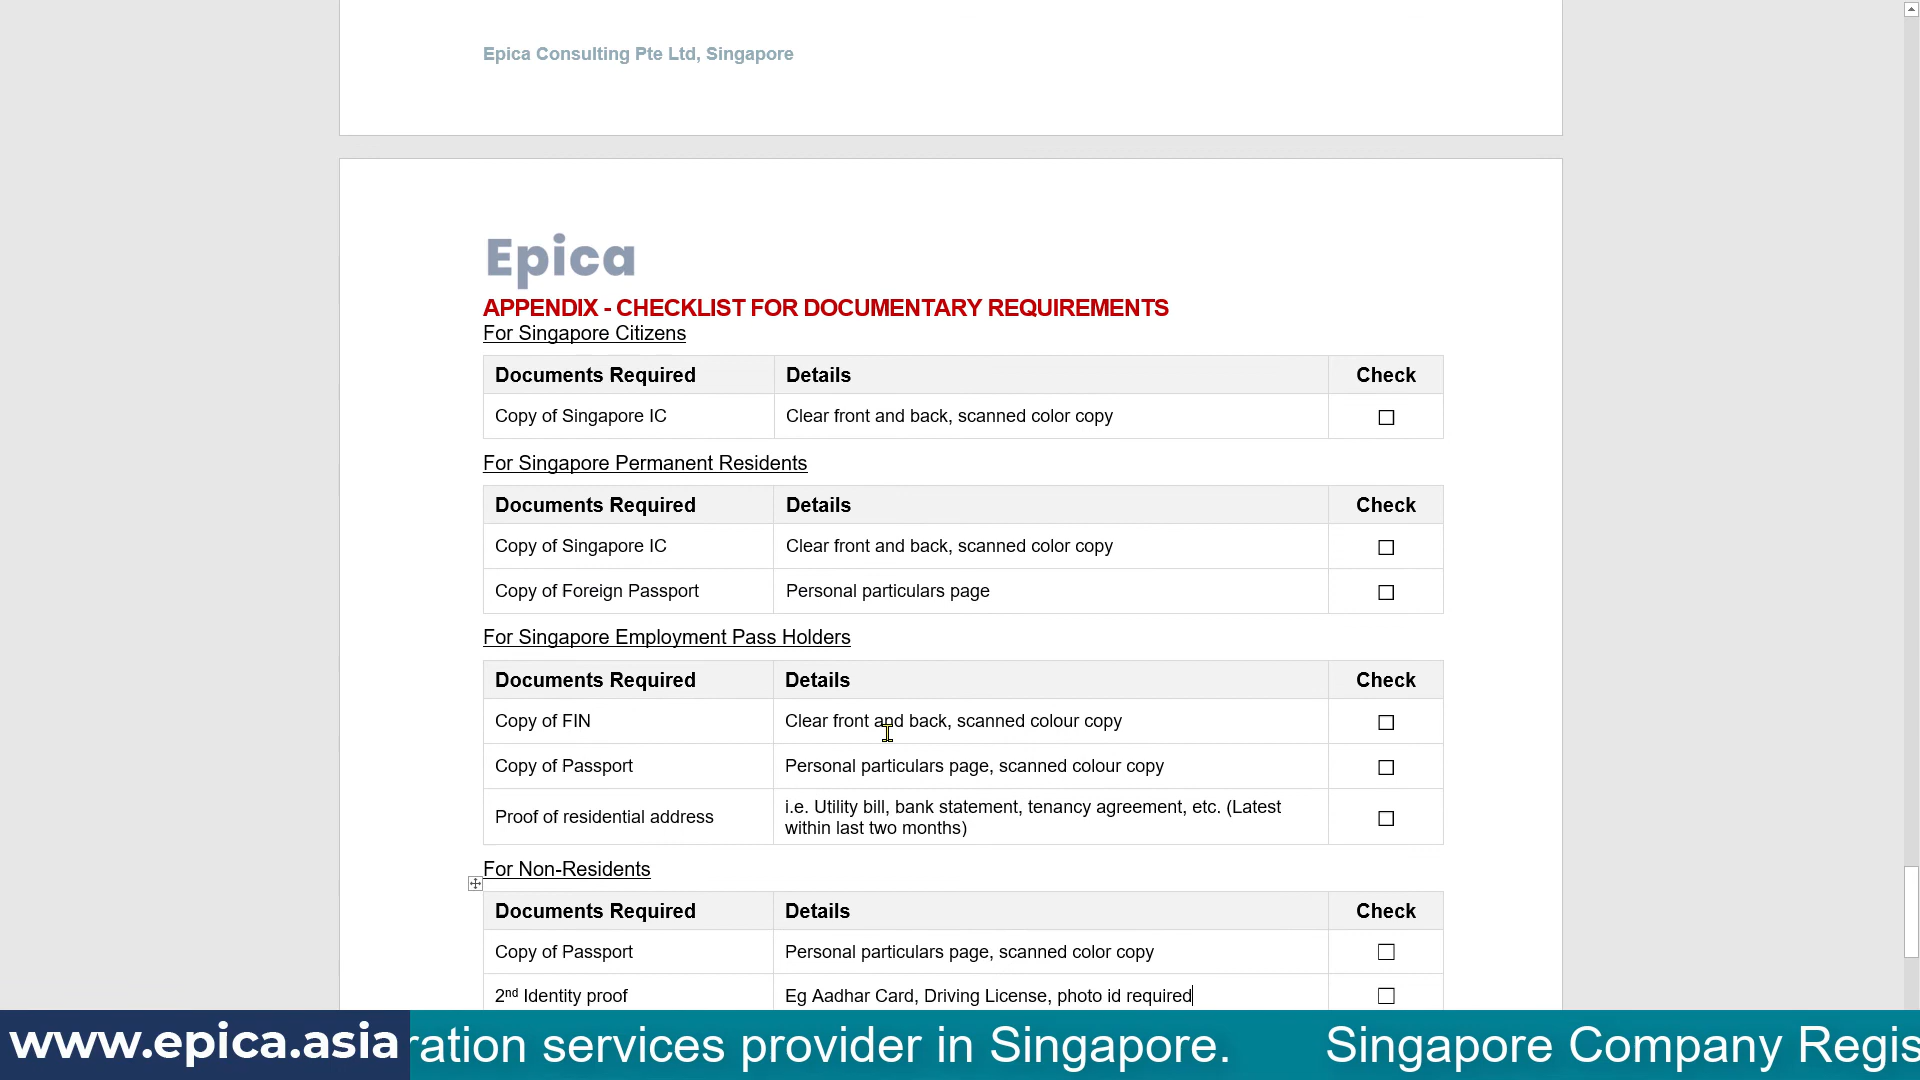 Epica Consulting Pte Ltd, Singapore
Epica
APPENDIX - CHECKLIST FOR DOCUMENTARY REQUIREMENTS
For Singapore Citizens
Documents Required Details Check
Copy of Singapore IC Clear front and back, scanned color copy ☐
For Singapore Permanent Residents
Documents Required Details Check
Copy of Singapore IC Clear front and back, scanned color copy ☐
Copy of Foreign Passport Personal particulars page ☐
For Singapore Employment Pass Holders
Documents Required Details Check
Copy of FIN Clear front and back, scanned colour copy ☐
Copy of Passport Personal particulars page, scanned colour copy ☐
Proof of residential address i.e. Utility bill, bank statement, tenancy agreement, etc. (Latest
within last two months) ☐
For Non-Residents
Documents Required Details Check
Copy of Passport Personal particulars page, scanned color copy ☐
2nd Identity proof Eg Aadhar Card, Driving License, photo id required ☐
www.epica.asia ration services provider in Singapore. Singapore Company Regis